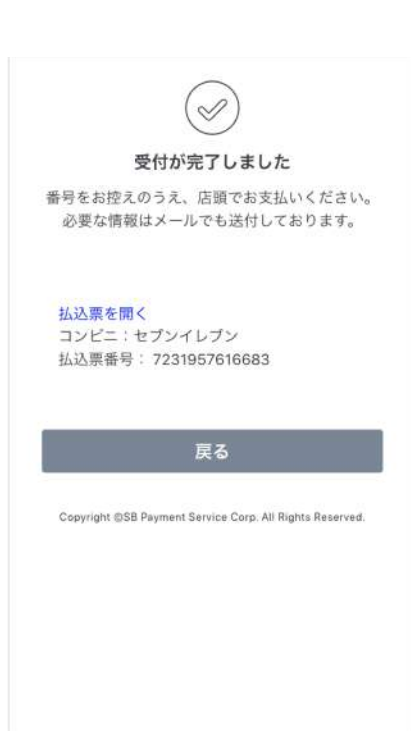 受付が完了しました
番号をお控えのうえ、店頭でお支払いください。
必要な情報はメールでも送付しております。
払込票を開く
コンビニ：セブンイレブン
払込票番号： 7231957616683
戻る
Copyright ©SB Payment Service Corp. All Rights Reserved.